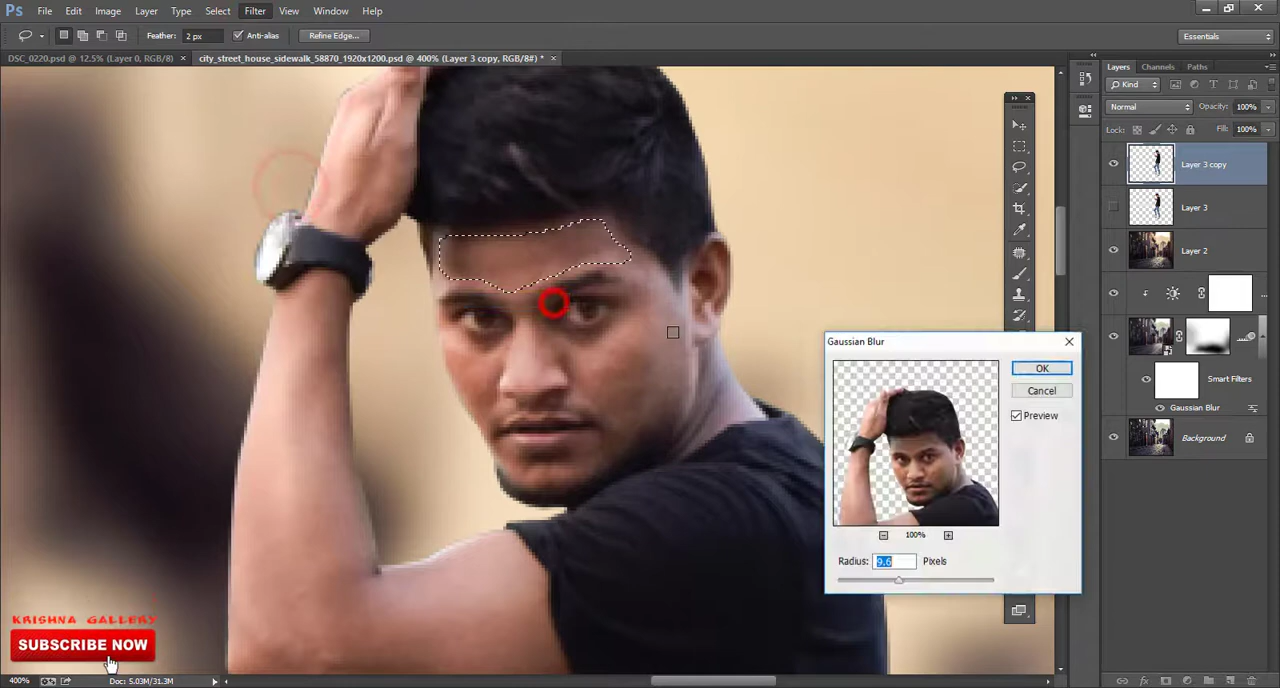 Ps File Edit Image Layer Type Select Filter View Window Help
Feather: 2 px Anti-alias Refine Edge... Essentials
DSC_0220.psd @ 12.5% (Layer 0, RGB/8) × city_street_house_sidewalk_58870_1920x1200.psd @ 400% (Layer 3 copy, RGB/8#) * ×
Layers Channels Paths
Kind
Normal Opacity: 100%
Lock: Fill: 100%
Layer 3 copy
Layer 3
Layer 2
Smart Filters
Gaussian Blur
Background
Gaussian Blur
OK
Cancel
Preview
100%
Radius: 9.6 Pixels
KRISHNA GALLERY
SUBSCRIBE NOW
400% Doc: 5.03M/31.3M